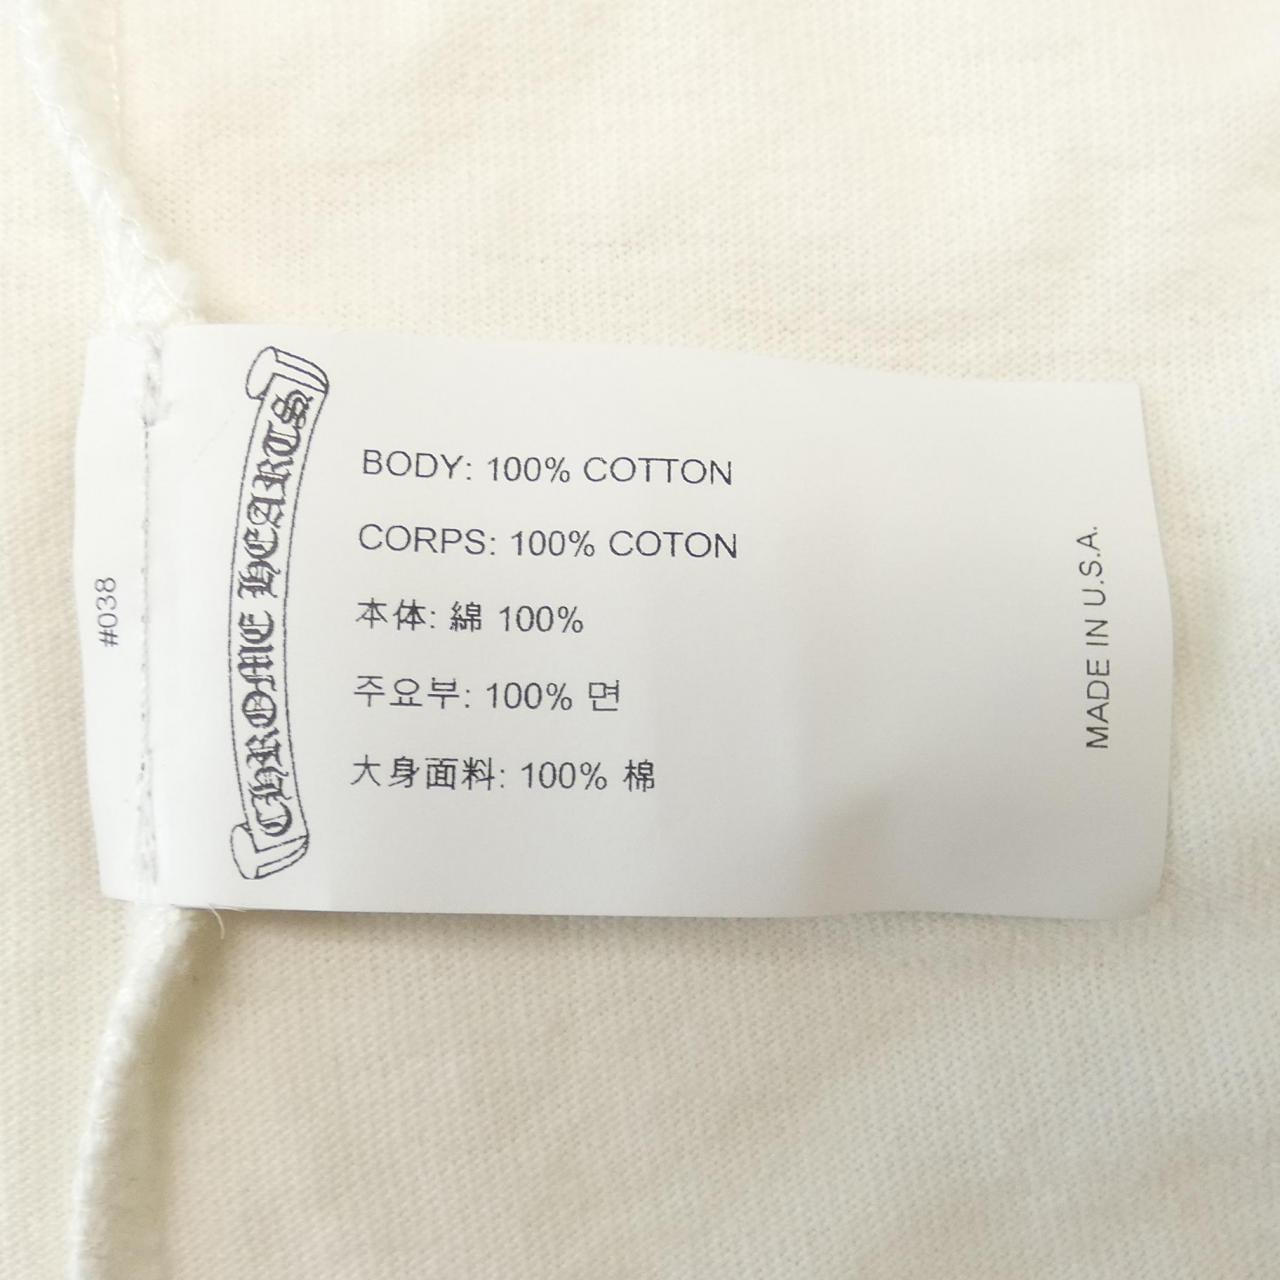 #038
CHROME HEARTS
BODY: 100% COTTON
CORPS: 100% COTON
本体: 綿 100%
주요부: 100% 면
大身面料: 100% 棉
MADE IN U.S.A.